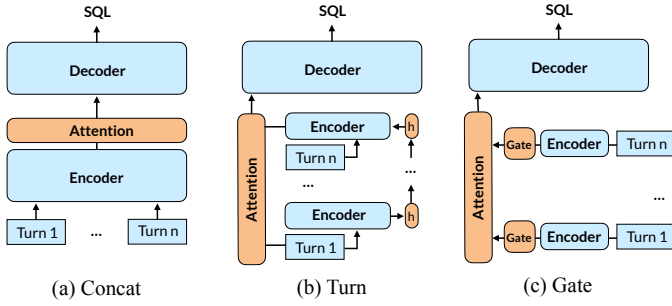 SQL
Decoder
Attention
Encoder
Turn 1
...
Turn n
(a) Concat
SQL
Decoder
Attention
Encoder
h
Turn n
...
...
Encoder
h
Turn 1
(b) Turn
SQL
Decoder
Attention
Gate
Encoder
Turn n
...
Gate
Encoder
Turn 1
(c) Gate